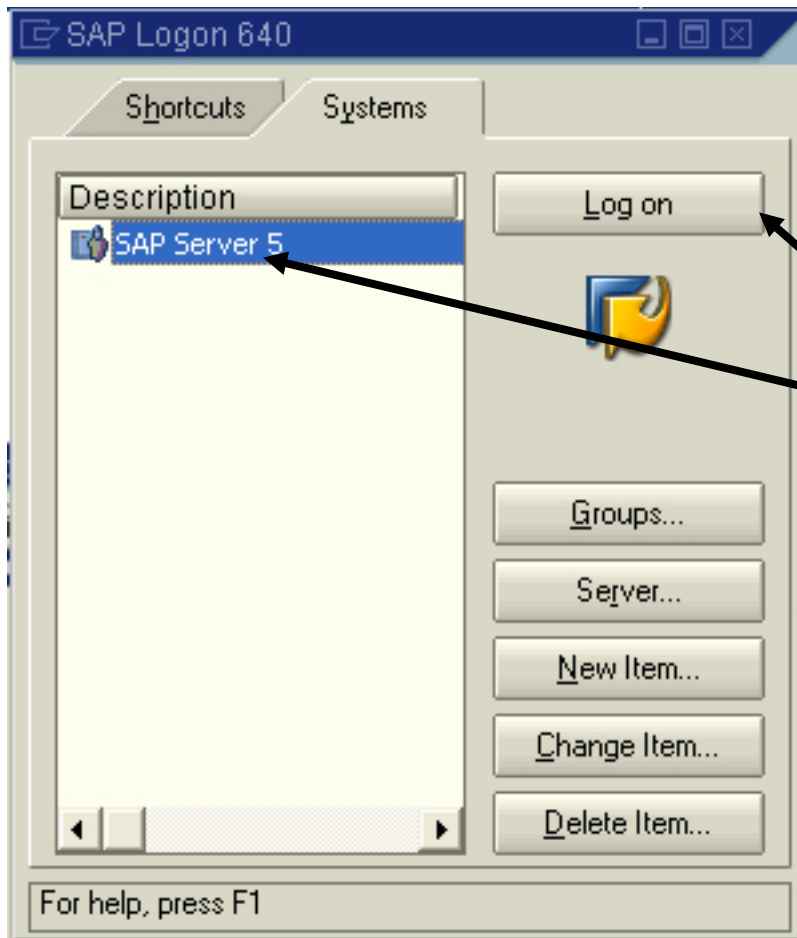 SAP Logon 640
Shortcuts Systems
Description
SAP Server 5
Log on
Groups...
Server...
New Item...
Change Item...
Delete Item...
For help, press F1